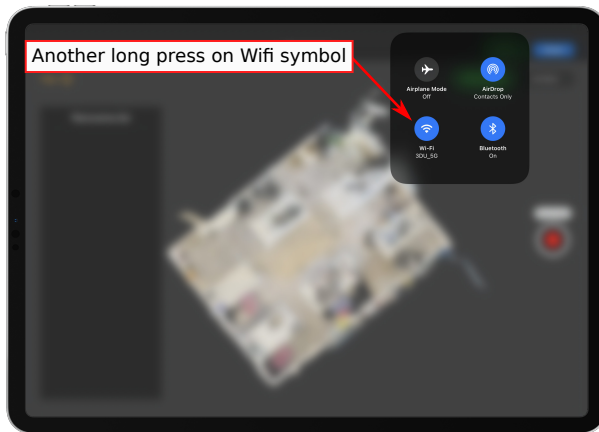 Another long press on Wifi symbol
Airplane Mode
Off
AirDrop
Contacts Only
Wi-Fi
3DU_5G
Bluetooth
On